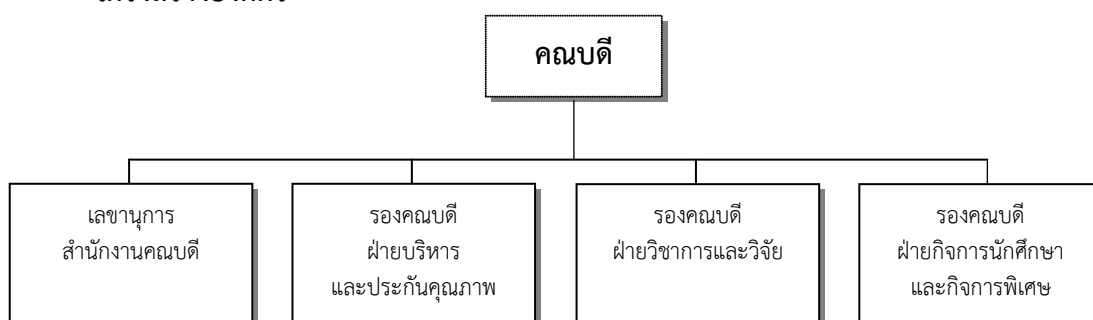 คณบดี
เลขานุการ
สำนักงานคณบดี
รองคณบดี
ฝ่ายบริหาร
และประกันคุณภาพ
รองคณบดี
ฝ่ายวิชาการและวิจัย
รองคณบดี
ฝ่ายกิจการนักศึกษา
และกิจการพิเศษ